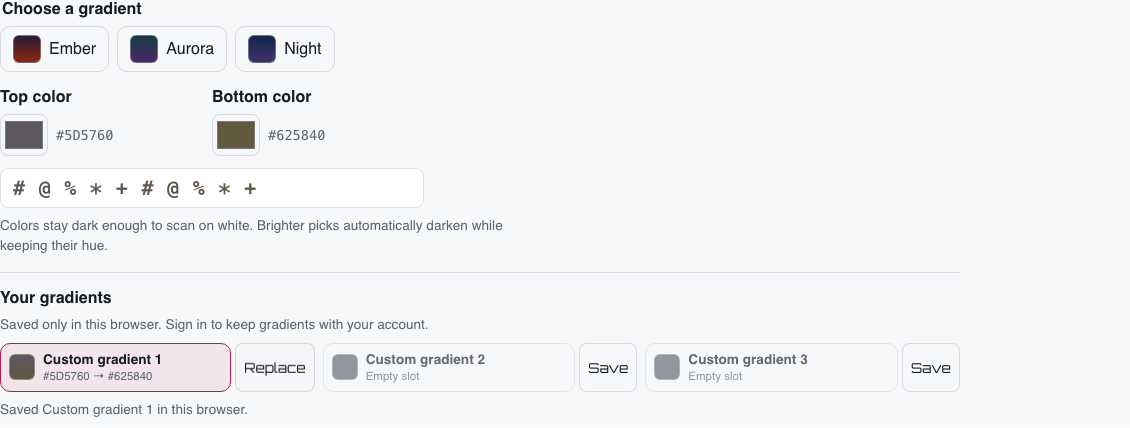 Choose a gradient
Ember Aurora Night
Top color Bottom color
#5D5760 #625840
# @ % * + # @ % * +
Colors stay dark enough to scan on white. Brighter picks automatically darken while
keeping their hue.
Your gradients
Saved only in this browser. Sign in to keep gradients with your account.
Custom gradient 1
#5D5760 → #625840
Replace
Custom gradient 2
Empty slot
Save
Custom gradient 3
Empty slot
Save
Saved Custom gradient 1 in this browser.